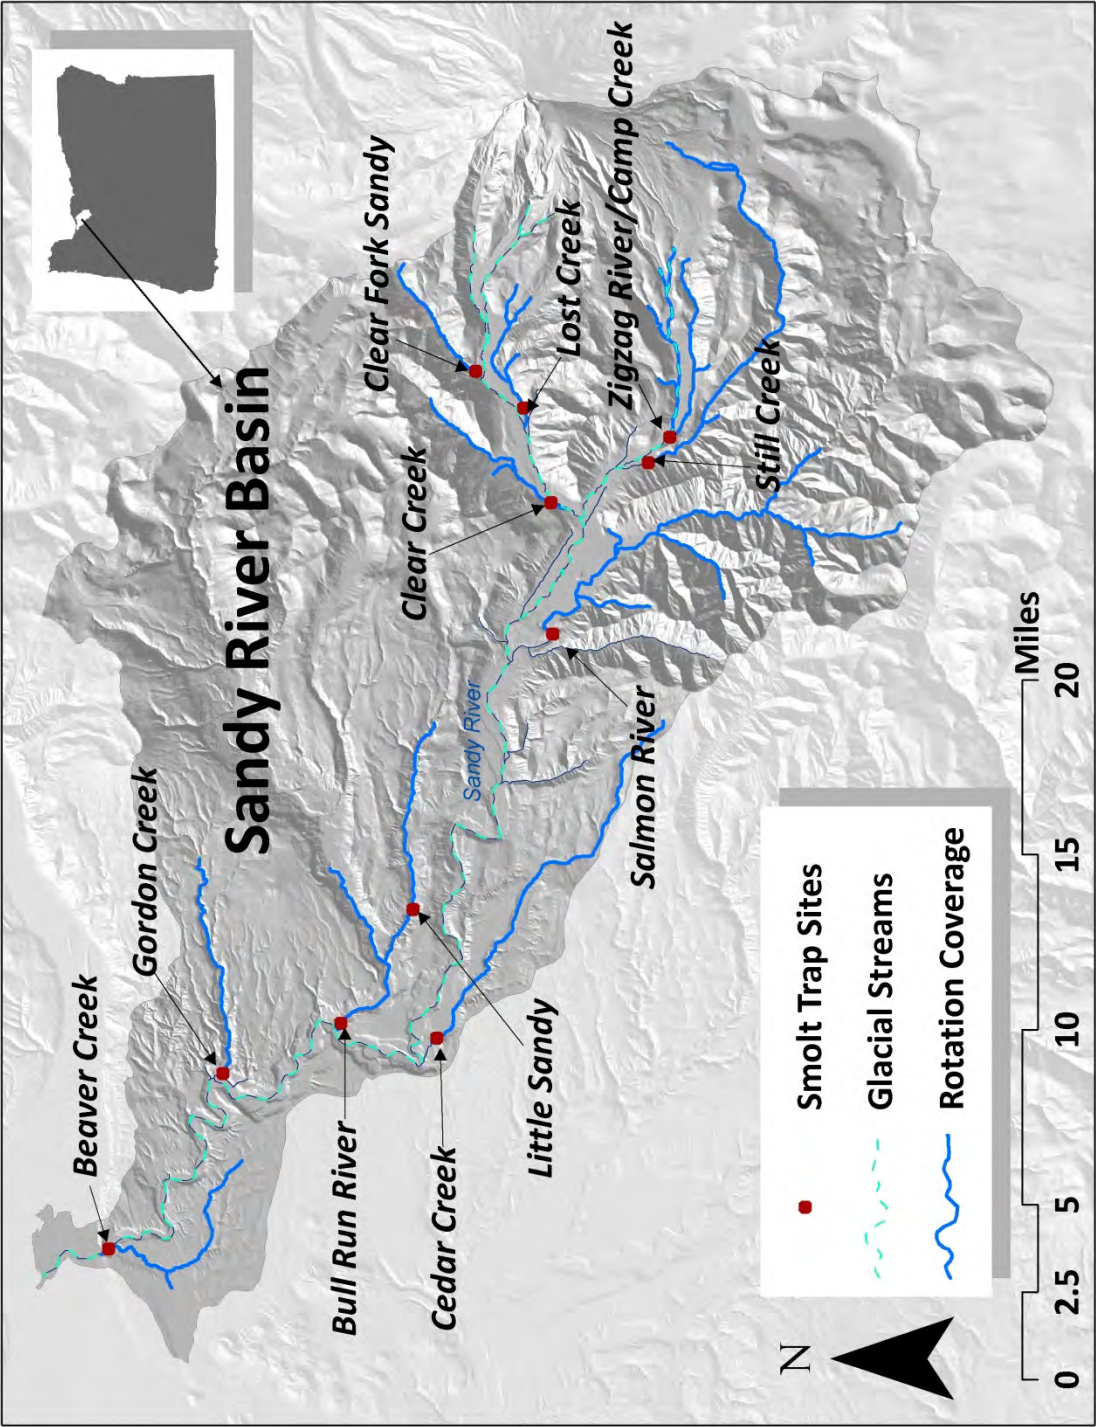 Sandy River Basin
Beaver Creek
Gordon Creek
Clear Fork Sandy
Zigzag River/Camp Creek
Lost Creek
Clear Creek
Still Creek
Sandy River
Bull Run River
Cedar Creek
Little Sandy
Salmon River
N
Smolt Trap Sites
Glacial Streams
Rotation Coverage
0 2.5 5 10 15 20
Miles